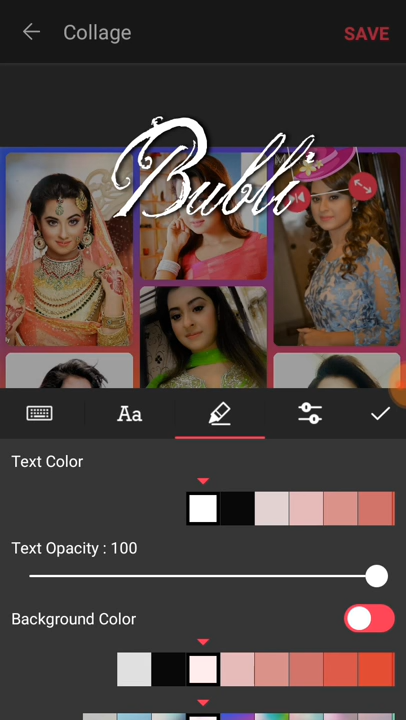 Collage
SAVE
Bubli
Aa
Text Color
Text Opacity : 100
Background Color